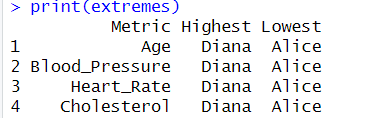 > print(extremes)
Metric Highest Lowest
1 Age Diana Alice
2 Blood_Pressure Diana Alice
3 Heart_Rate Diana Alice
4 Cholesterol Diana Alice